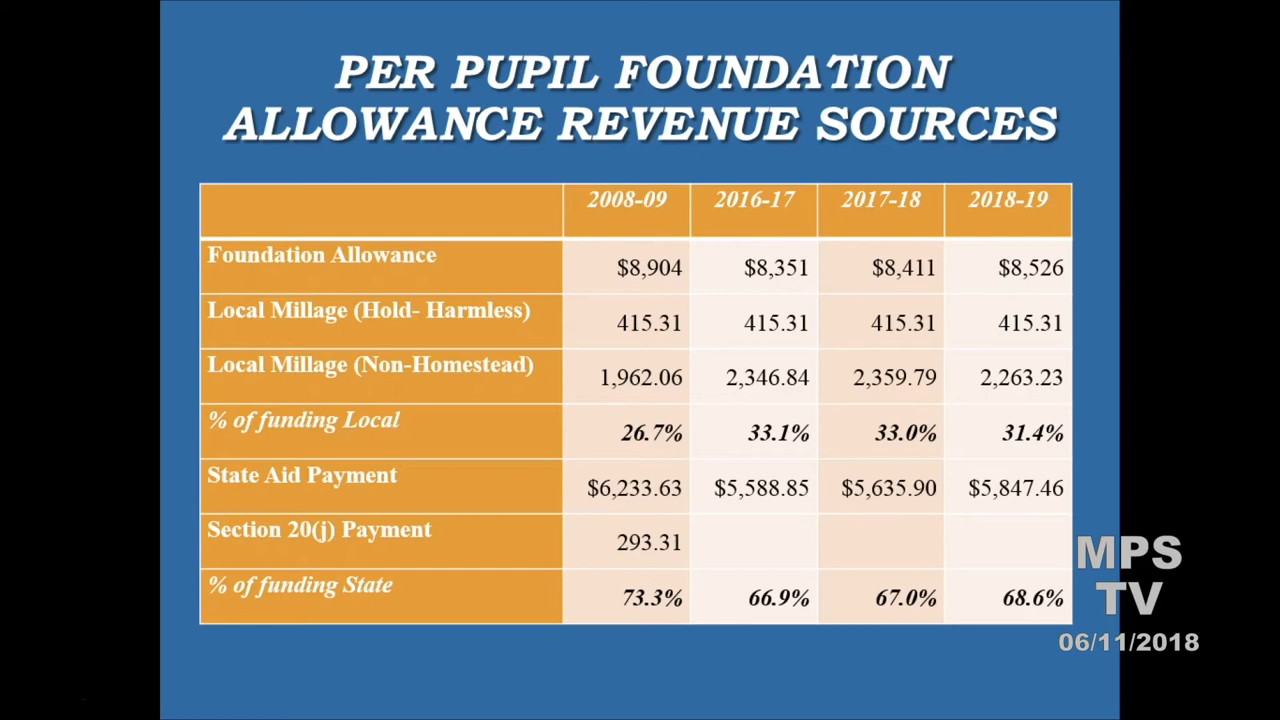 PER PUPIL FOUNDATION
ALLOWANCE REVENUE SOURCES
2008-09 2016-17 2017-18 2018-19
Foundation Allowance $8,904 $8,351 $8,411 $8,526
Local Millage (Hold- Harmless) 415.31 415.31 415.31 415.31
Local Millage (Non-Homestead) 1,962.06 2,346.84 2,359.79 2,263.23
% of funding Local 26.7% 33.1% 33.0% 31.4%
State Aid Payment $6,233.63 $5,588.85 $5,635.90 $5,847.46
Section 20(j) Payment 293.31
% of funding State 73.3% 66.9% 67.0% 68.6%
MPS
TV
06/11/2018